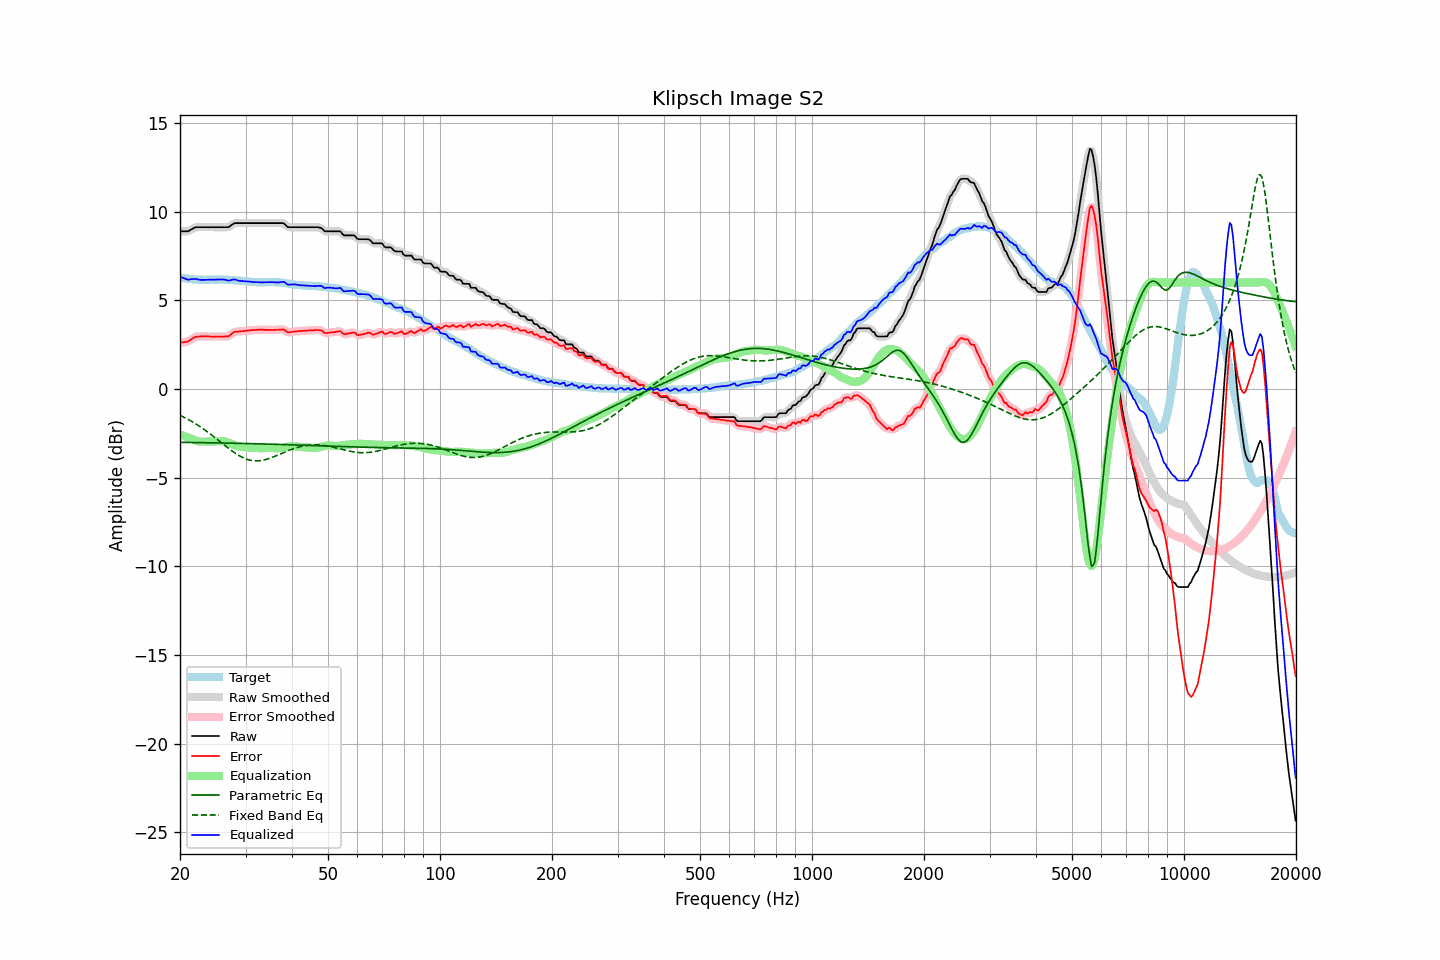 Klipsch Image S2
15
10
5
0
−5
−10
−15
−20
−25
Amplitude (dBr)
Target
Raw Smoothed
Error Smoothed
Raw
Error
Equalization
Parametric Eq
Fixed Band Eq
Equalized
20
50
100
200
500
1000
2000
5000
10000
20000
Frequency (Hz)